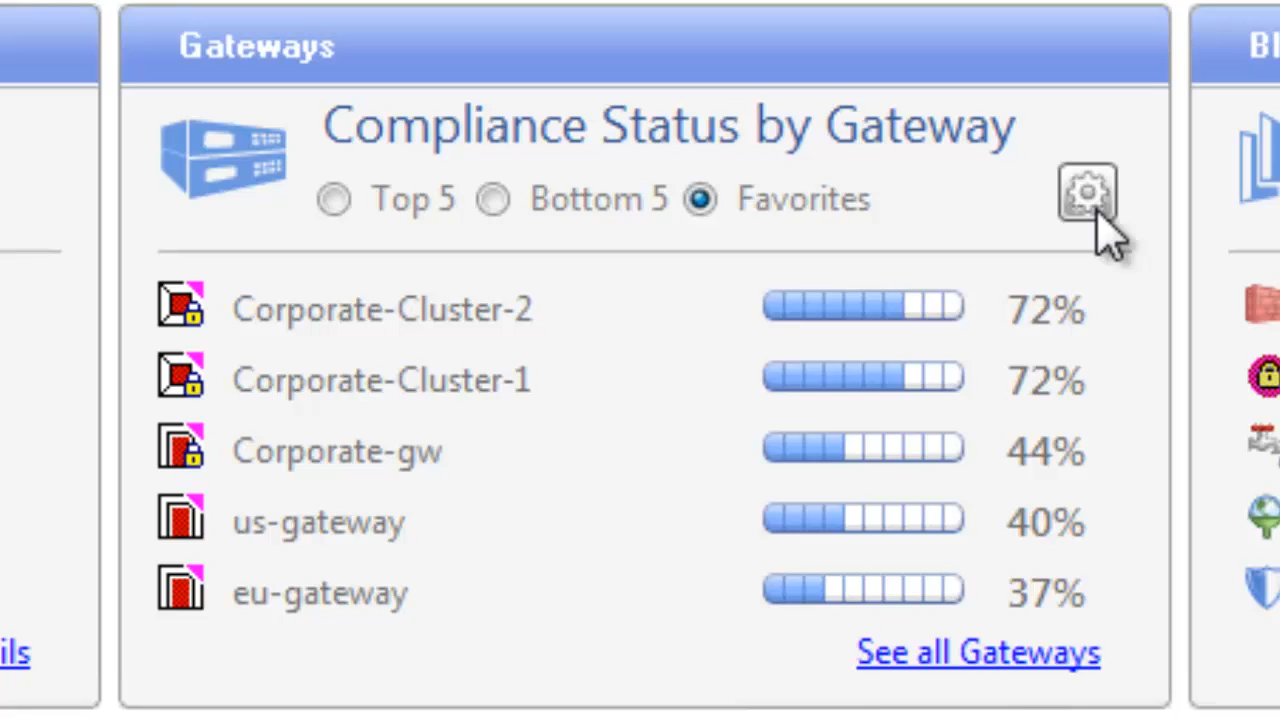 Gateways
Compliance Status by Gateway
Top 5 Bottom 5 Favorites
Corporate-Cluster-2 72%
Corporate-Cluster-1 72%
Corporate-gw 44%
us-gateway 40%
eu-gateway 37%
See all Gateways